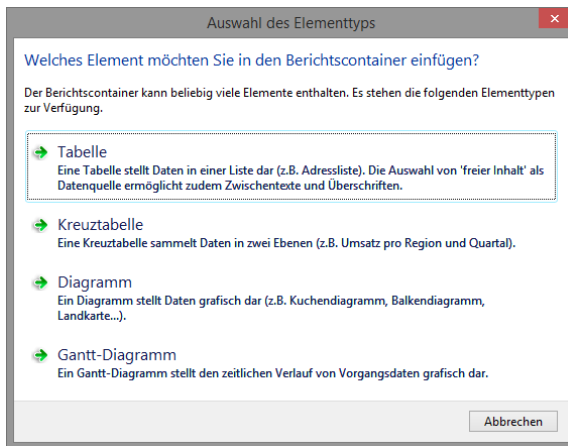 Auswahl des Elementtyps
Welches Element möchten Sie in den Berichtscontainer einfügen?
Der Berichtscontainer kann beliebig viele Elemente enthalten. Es stehen die folgenden Elementtypen
zur Verfügung.
Tabelle
Eine Tabelle stellt Daten in einer Liste dar (z.B. Adressliste). Die Auswahl von 'freier Inhalt' als
Datenquelle ermöglicht zudem Zwischentexte und Überschriften.
Kreuztabelle
Eine Kreuztabelle sammelt Daten in zwei Ebenen (z.B. Umsatz pro Region und Quartal).
Diagramm
Ein Diagramm stellt Daten grafisch dar (z.B. Kuchendiagramm, Balkendiagramm,
Landkarte...).
Gantt-Diagramm
Ein Gantt-Diagramm stellt den zeitlichen Verlauf von Vorgangsdaten grafisch dar.
Abbrechen